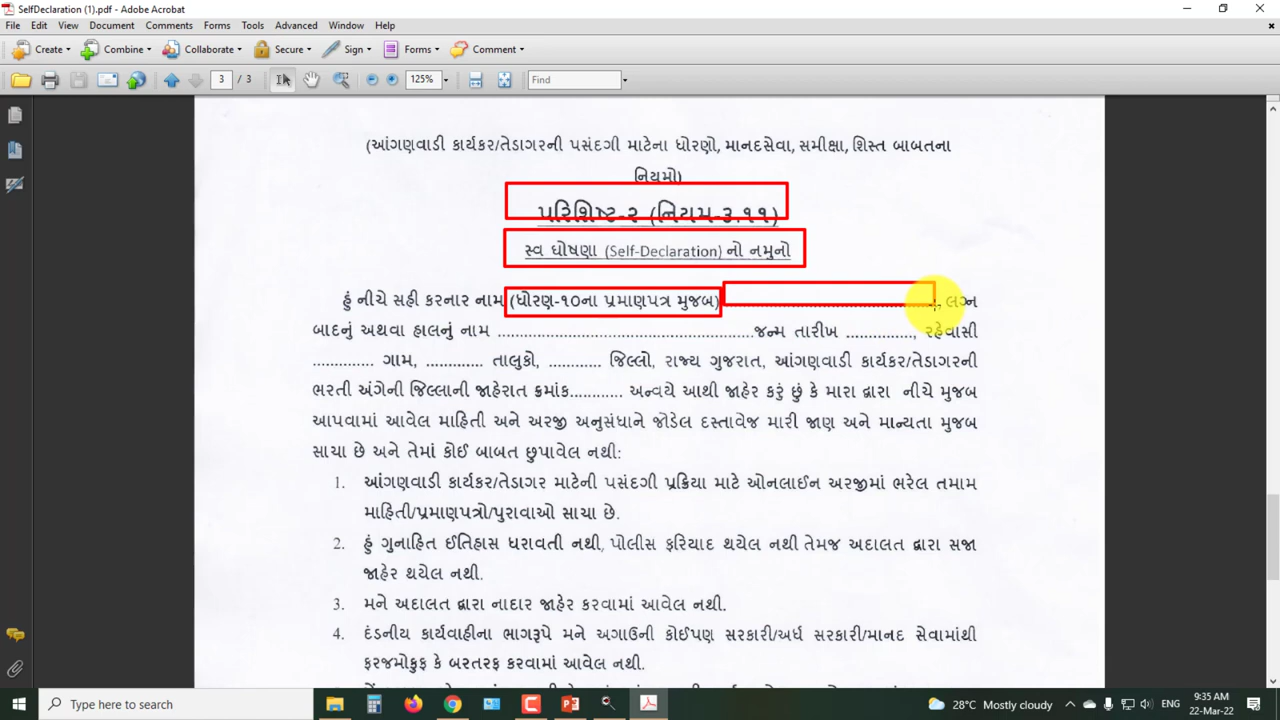 SelfDeclaration (1).pdf - Adobe Acrobat
File Edit View Document Comments Forms Tools Advanced Window Help
Create Combine Collaborate Secure Sign Forms Comment
3 / 3 125% Find
(આંગણવાડી કાર્યકર/તેડાગરની પસંદગી માટેના ધોરણો, માનદસેવા, સમીક્ષા, શિસ્ત બાબતના
નિયમો)
પરિશિષ્ટ-૨ (નિયમ-૩.૧૧)
સ્વ ઘોષણા (Self-Declaration) નો નમુનો
હું નીચે સહી કરનાર નામ (ધોરણ-૧૦ના પ્રમાણપત્ર મુજબ) ........................................, લગ્ન
બાદનું અથવા હાલનું નામ ................................................જન્મ તારીખ ..............., રહેવાસી
.............. ગામ, ............. તાલુકો, ............ જિલ્લો, રાજ્ય ગુજરાત, આંગણવાડી કાર્યકર/તેડાગરની
ભરતી અંગેની જિલ્લાની જાહેરાત ક્રમાંક............ અન્વયે આથી જાહેર કરું છું કે મારા દ્વારા નીચે મુજબ
આપવામાં આવેલ માહિતી અને અરજી અનુસંધાને જોડેલ દસ્તાવેજ મારી જાણ અને માન્યતા મુજબ
સાચા છે અને તેમાં કોઈ બાબત છુપાવેલ નથી:
1. આંગણવાડી કાર્યકર/તેડાગર માટેની પસંદગી પ્રક્રિયા માટે ઓનલાઈન અરજીમાં ભરેલ તમામ
માહિતી/પ્રમાણપત્રો/પુરાવાઓ સાચા છે.
2. હું ગુનાહિત ઈતિહાસ ધરાવતી નથી, પોલીસ ફરિયાદ થયેલ નથી તેમજ અદાલત દ્વારા સજા
જાહેર થયેલ નથી.
3. મને અદાલત દ્વારા નાદાર જાહેર કરવામાં આવેલ નથી.
4. દંડનીય કાર્યવાહીના ભાગરૂપે મને અગાઉની કોઈપણ સરકારી/અર્ધ સરકારી/માનદ સેવામાંથી
ફરજમોકુફ કે બરતરફ કરવામાં આવેલ નથી.
Type here to search 28°C Mostly cloudy ENG 9:35 AM
22-Mar-22